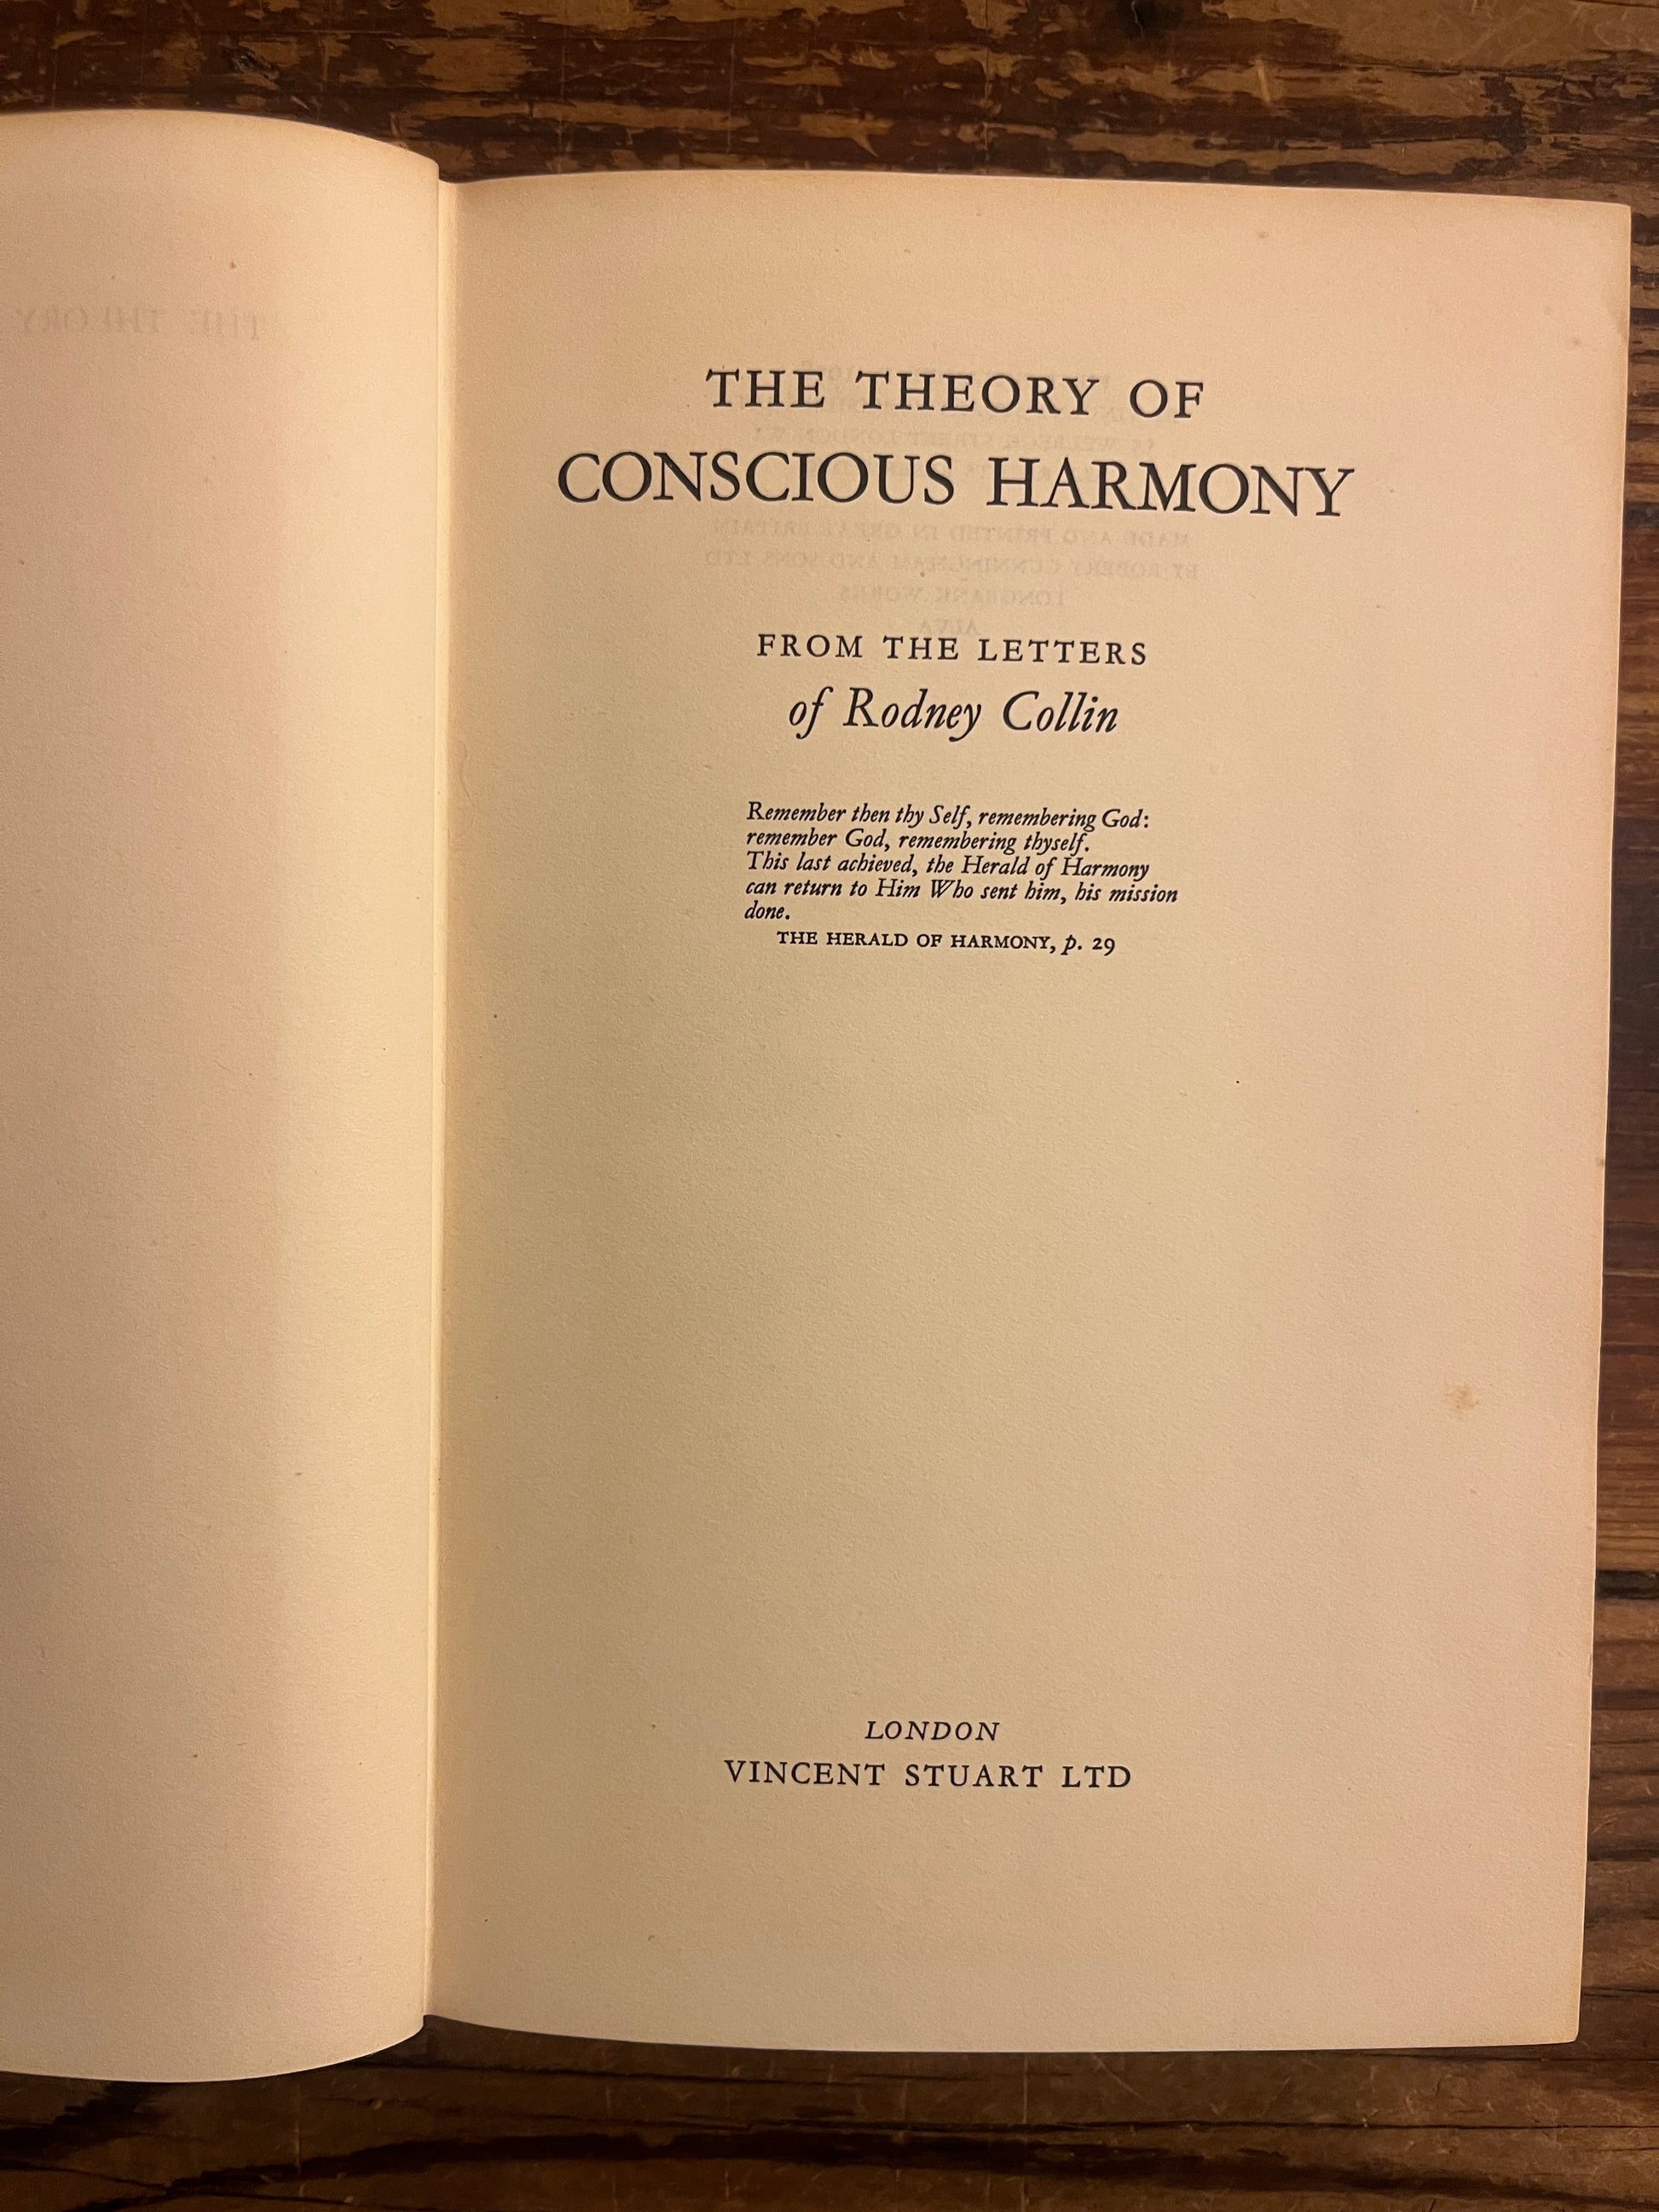 THE THEORY OF
CONSCIOUS HARMONY
FROM THE LETTERS
of Rodney Collin
Remember then thy Self, remembering God:
remember God, remembering thyself.
This last achieved, the Herald of Harmony
can return to Him Who sent him, his mission
done.
THE HERALD OF HARMONY, p. 29
LONDON
VINCENT STUART LTD